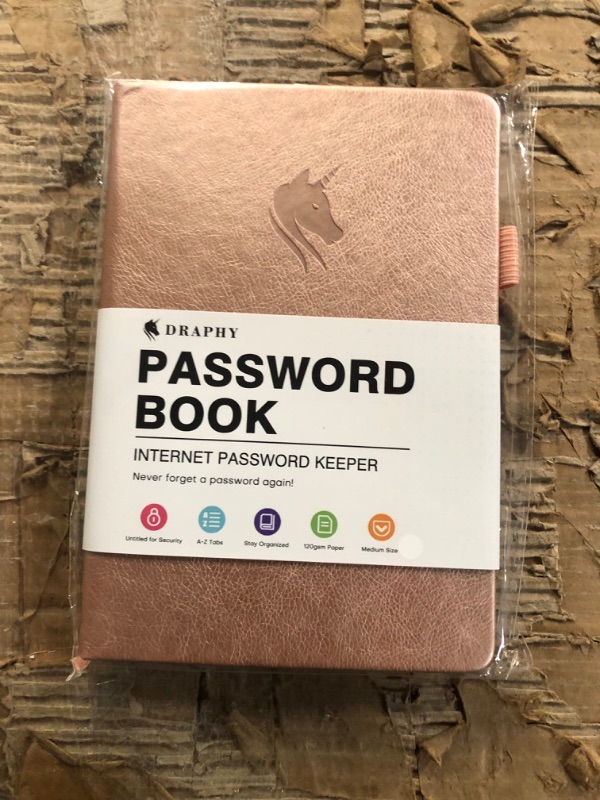 DRAPHY
PASSWORD
BOOK
INTERNET PASSWORD KEEPER
Never forget a password again!
Untitled for Security
A-Z Tabs
Stay Organized
120gsm Paper
Medium Size